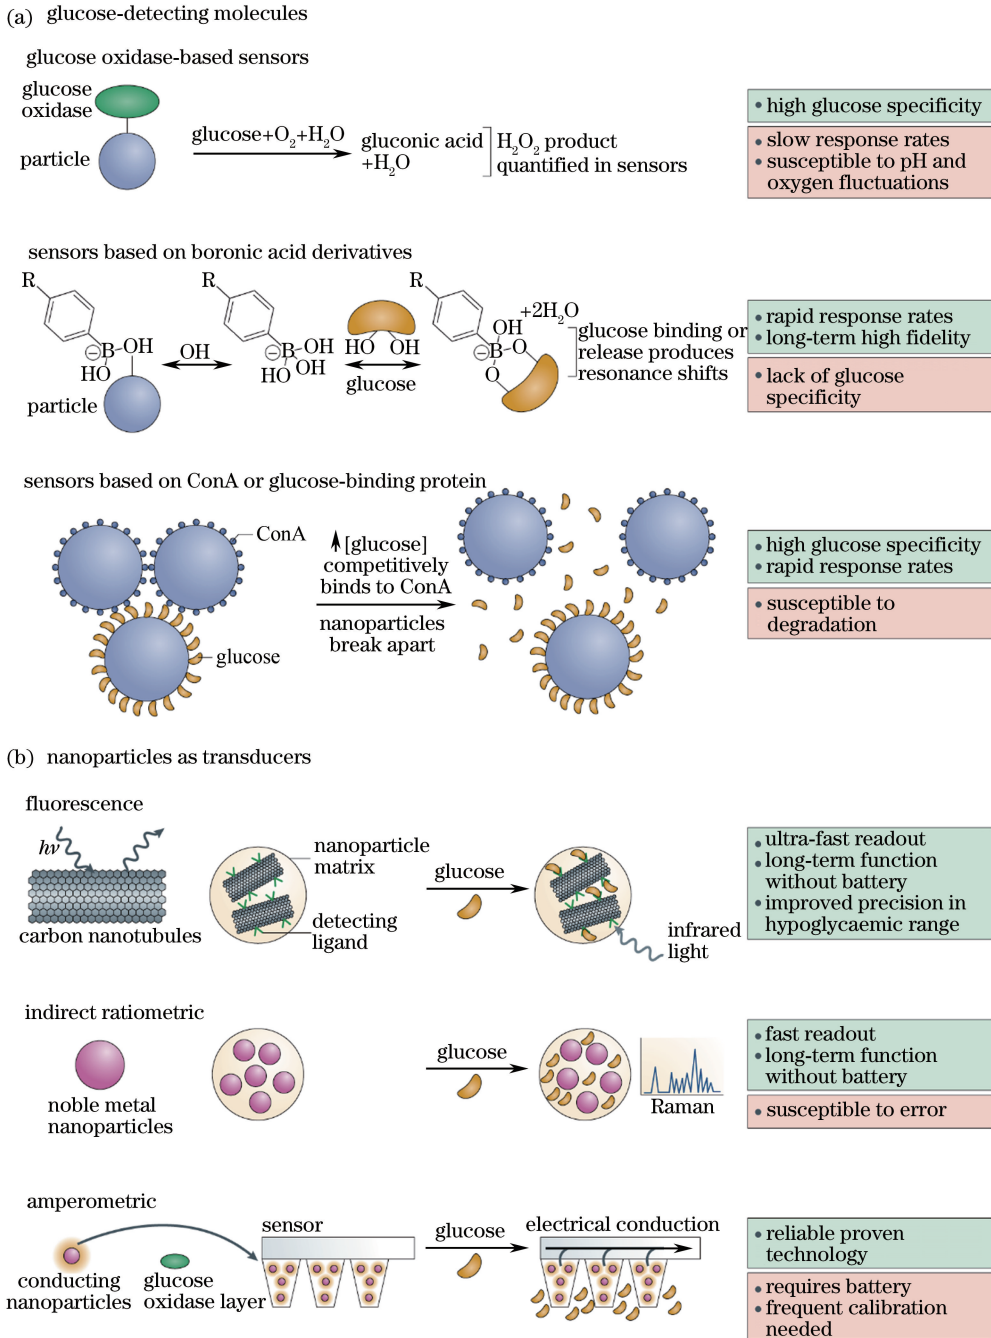 (a) glucose-detecting molecules
glucose oxidase-based sensors
glucose
oxidase
particle
glucose+O₂+H₂O
gluconic acid
+H₂O
H₂O₂ product
quantified in sensors
• high glucose specificity
• slow response rates
• susceptible to pH and
oxygen fluctuations
sensors based on boronic acid derivatives
R
B
OH
HO
particle
OH
R
B
OH
HO
OH
HO OH
glucose
R
OH
B
O
O
+2H₂O
glucose binding or
release produces
resonance shifts
• rapid response rates
• long-term high fidelity
• lack of glucose
specificity
sensors based on ConA or glucose-binding protein
ConA
glucose
[glucose]
competitively
binds to ConA
nanoparticles
break apart
• high glucose specificity
• rapid response rates
• susceptible to
degradation
(b) nanoparticles as transducers
fluorescence
hν
carbon nanotubules
nanoparticle
matrix
detecting
ligand
glucose
infrared
light
• ultra-fast readout
• long-term function
without battery
• improved precision in
hypoglycaemic range
indirect ratiometric
noble metal
nanoparticles
glucose
Raman
• fast readout
• long-term function
without battery
• susceptible to error
amperometric
conducting
nanoparticles
glucose
oxidase layer
sensor
glucose
electrical conduction
• reliable proven
technology
• requires battery
• frequent calibration
needed